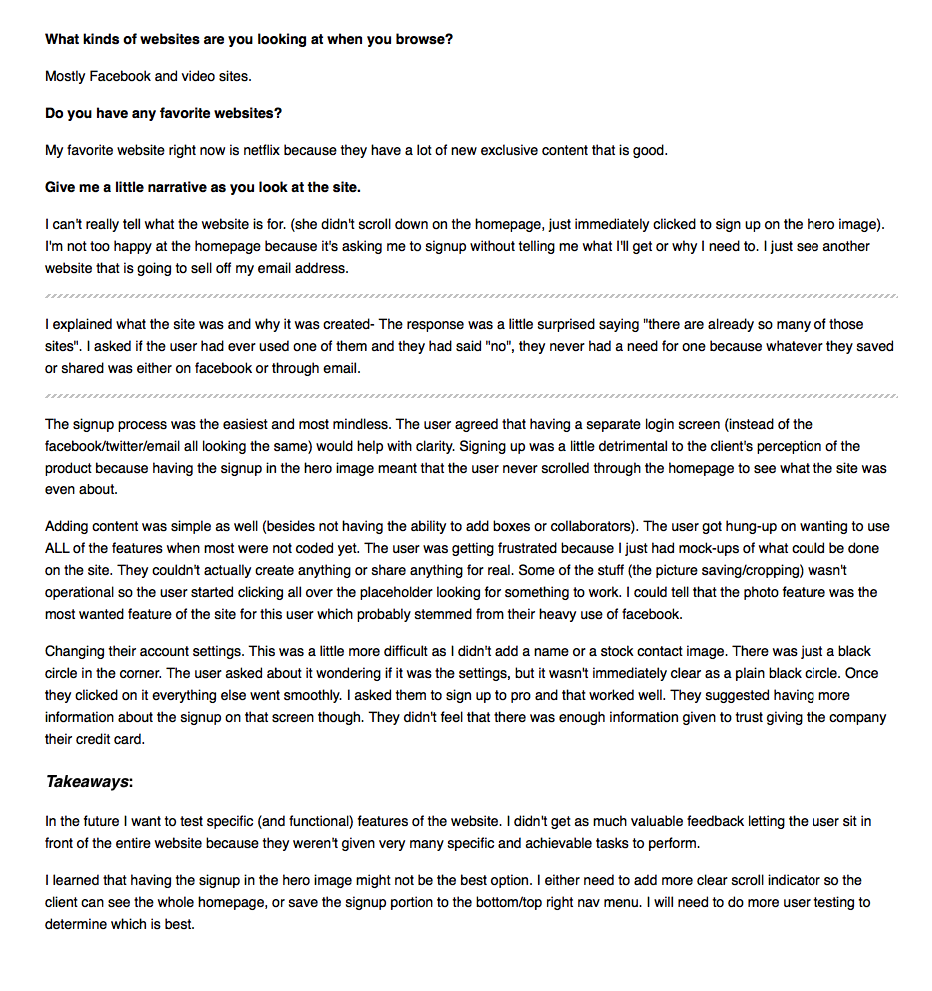 What kinds of websites are you looking at when you browse?
Mostly Facebook and video sites.
Do you have any favorite websites?
My favorite website right now is netflix because they have a lot of new exclusive content that is good.
Give me a little narrative as you look at the site.
I can't really tell what the website is for. (she didn't scroll down on the homepage, just immediately clicked to sign up on the hero image).
I'm not too happy at the homepage because it's asking me to signup without telling me what I'll get or why I need to. I just see another
website that is going to sell off my email address.
I explained what the site was and why it was created- The response was a little surprised saying "there are already so many of those
sites". I asked if the user had ever used one of them and they had said "no", they never had a need for one because whatever they saved
or shared was either on facebook or through email.
The signup process was the easiest and most mindless. The user agreed that having a separate login screen (instead of the
facebook/twitter/email all looking the same) would help with clarity. Signing up was a little detrimental to the client's perception of the
product because having the signup in the hero image meant that the user never scrolled through the homepage to see what the site was
even about.
Adding content was simple as well (besides not having the ability to add boxes or collaborators). The user got hung-up on wanting to use
ALL of the features when most were not coded yet. The user was getting frustrated because I just had mock-ups of what could be done
on the site. They couldn't actually create anything or share anything for real. Some of the stuff (the picture saving/cropping) wasn't
operational so the user started clicking all over the placeholder looking for something to work. I could tell that the photo feature was the
most wanted feature of the site for this user which probably stemmed from their heavy use of facebook.
Changing their account settings. This was a little more difficult as I didn't add a name or a stock contact image. There was just a black
circle in the corner. The user asked about it wondering if it was the settings, but it wasn't immediately clear as a plain black circle. Once
they clicked on it everything else went smoothly. I asked them to sign up to pro and that worked well. They suggested having more
information about the signup on that screen though. They didn't feel that there was enough information given to trust giving the company
their credit card.
Takeaways:
In the future I want to test specific (and functional) features of the website. I didn't get as much valuable feedback letting the user sit in
front of the entire website because they weren't given very many specific and achievable tasks to perform.
I learned that having the signup in the hero image might not be the best option. I either need to add more clear scroll indicator so the
client can see the whole homepage, or save the signup portion to the bottom/top right nav menu. I will need to do more user testing to
determine which is best.